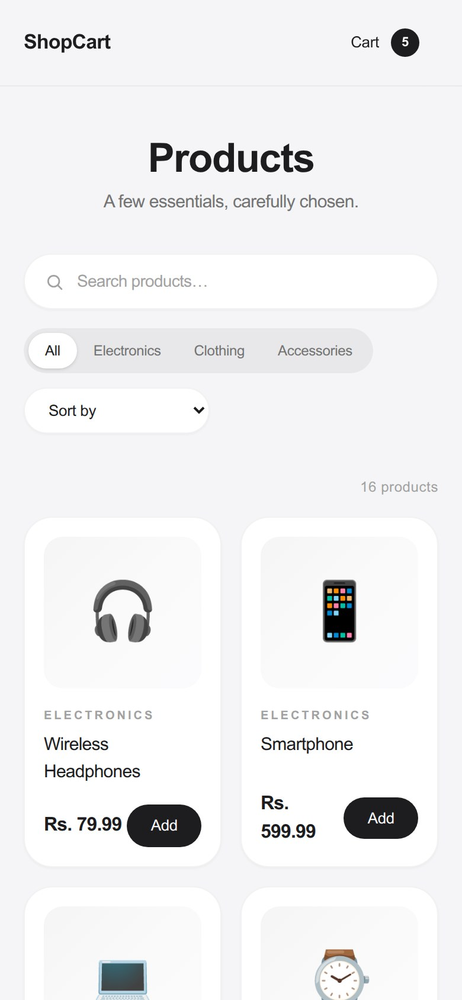 ShopCart
Cart 5
Products
A few essentials, carefully chosen.
Search products…
All Electronics Clothing Accessories
Sort by
16 products
ELECTRONICS
Wireless
Headphones
Rs. 79.99 Add
ELECTRONICS
Smartphone
Rs.
599.99 Add